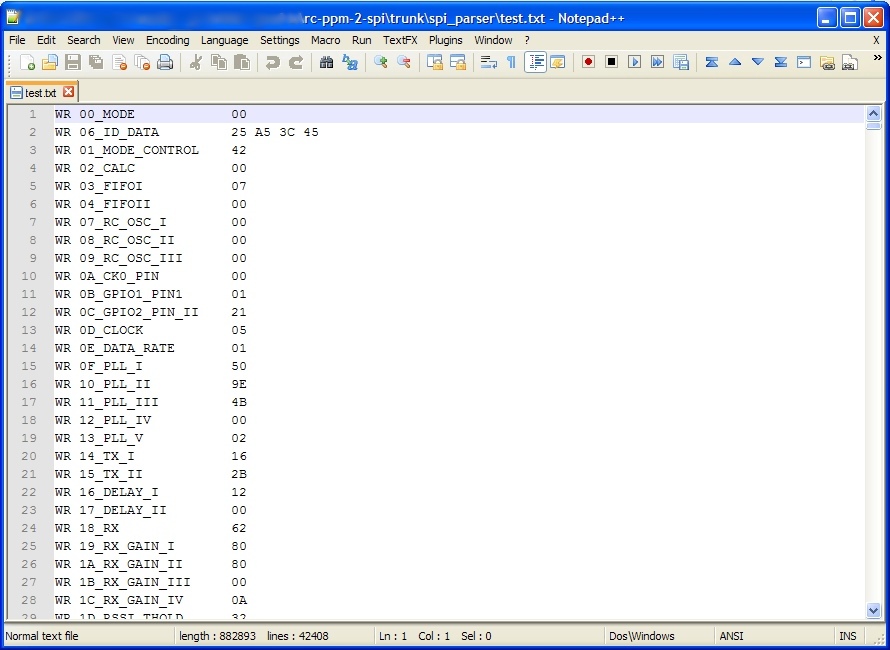 \rc-ppm-2-spi\trunk\spi_parser\test.txt - Notepad++
File Edit Search View Encoding Language Settings Macro Run TextFX Plugins Window ? X
test.txt
1 WR 00_MODE 00
2 WR 06_ID_DATA 25 A5 3C 45
3 WR 01_MODE_CONTROL 42
4 WR 02_CALC 00
5 WR 03_FIFOI 07
6 WR 04_FIFOII 00
7 WR 07_RC_OSC_I 00
8 WR 08_RC_OSC_II 00
9 WR 09_RC_OSC_III 00
10 WR 0A_CKO_PIN 00
11 WR 0B_GPIO1_PIN1 01
12 WR 0C_GPIO2_PIN_II 21
13 WR 0D_CLOCK 05
14 WR 0E_DATA_RATE 01
15 WR 0F_PLL_I 50
16 WR 10_PLL_II 9E
17 WR 11_PLL_III 4B
18 WR 12_PLL_IV 00
19 WR 13_PLL_V 02
20 WR 14_TX_I 16
21 WR 15_TX_II 2B
22 WR 16_DELAY_I 12
23 WR 17_DELAY_II 00
24 WR 18_RX 62
25 WR 19_RX_GAIN_I 80
26 WR 1A_RX_GAIN_II 80
27 WR 1B_RX_GAIN_III 00
28 WR 1C_RX_GAIN_IV 0A
29 WR 1D_RSSI_THOLD 32
Normal text file length : 882893 lines : 42408 Ln : 1 Col : 1 Sel : 0 Dos\Windows ANSI INS